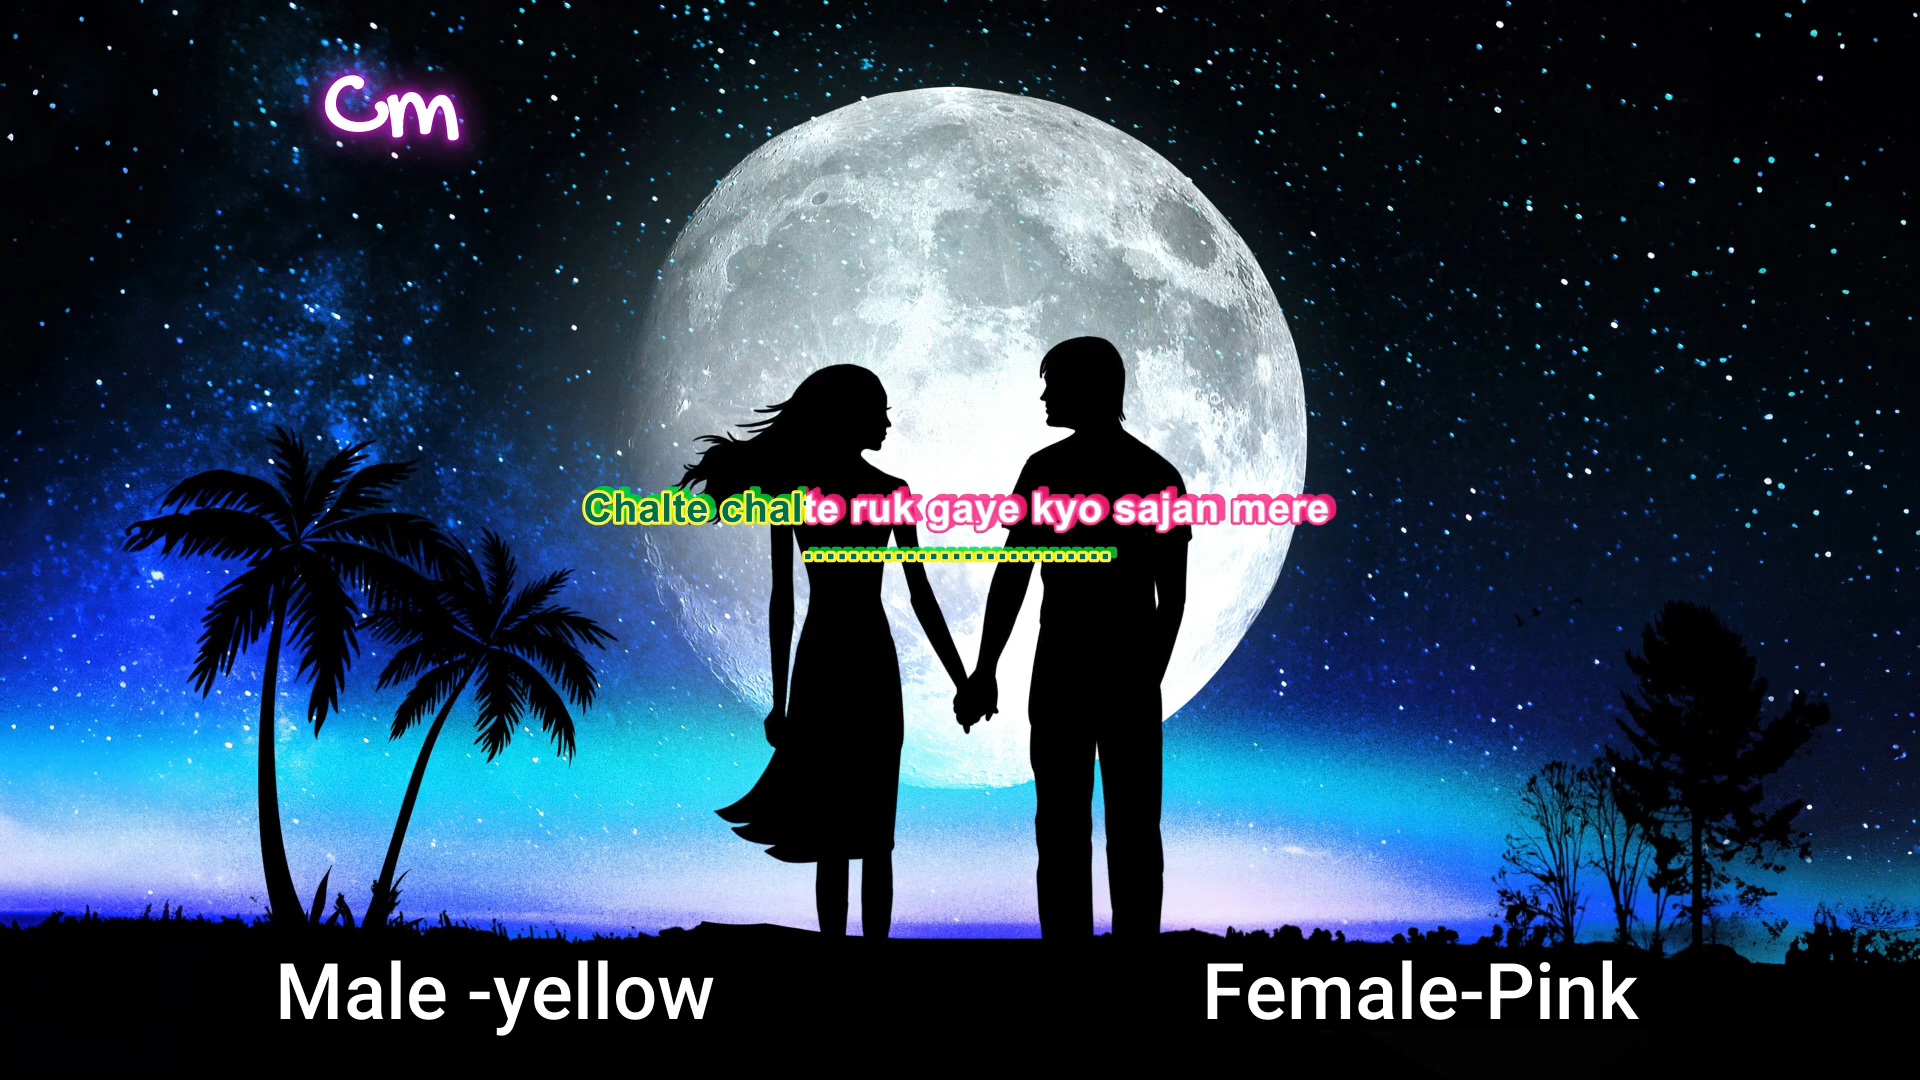 Cm
Chalte chalte ruk gaye kyo sajan mere
...........................
Male -yellow
Female-Pink